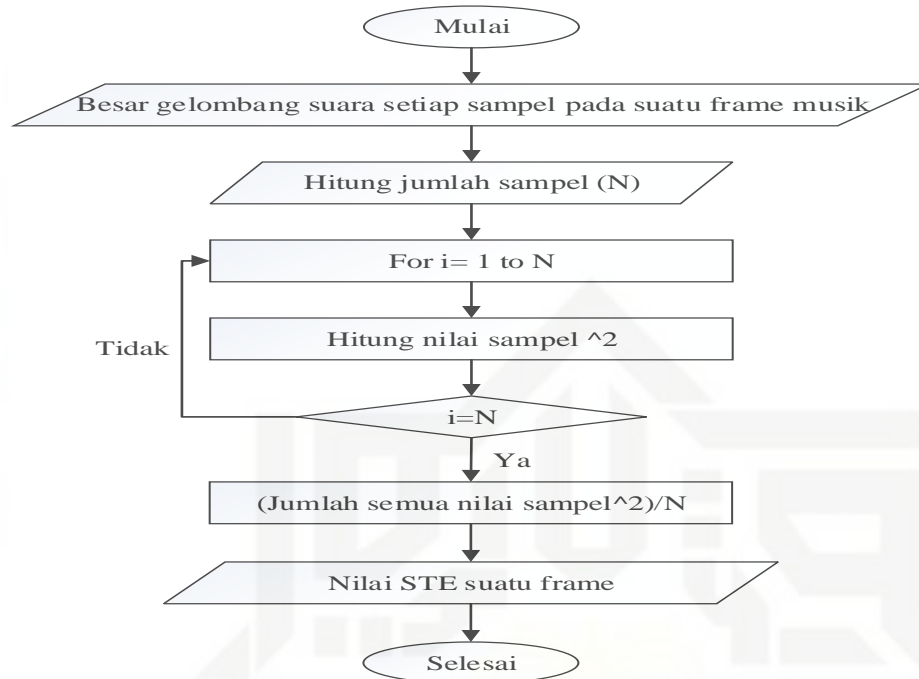 Mulai
Besar gelombang suara setiap sampel pada suatu frame musik
Hitung jumlah sampel (N)
For i= 1 to N
Hitung nilai sampel ^2
Tidak
i=N
Ya
(Jumlah semua nilai sampel^2)/N
Nilai STE suatu frame
Selesai